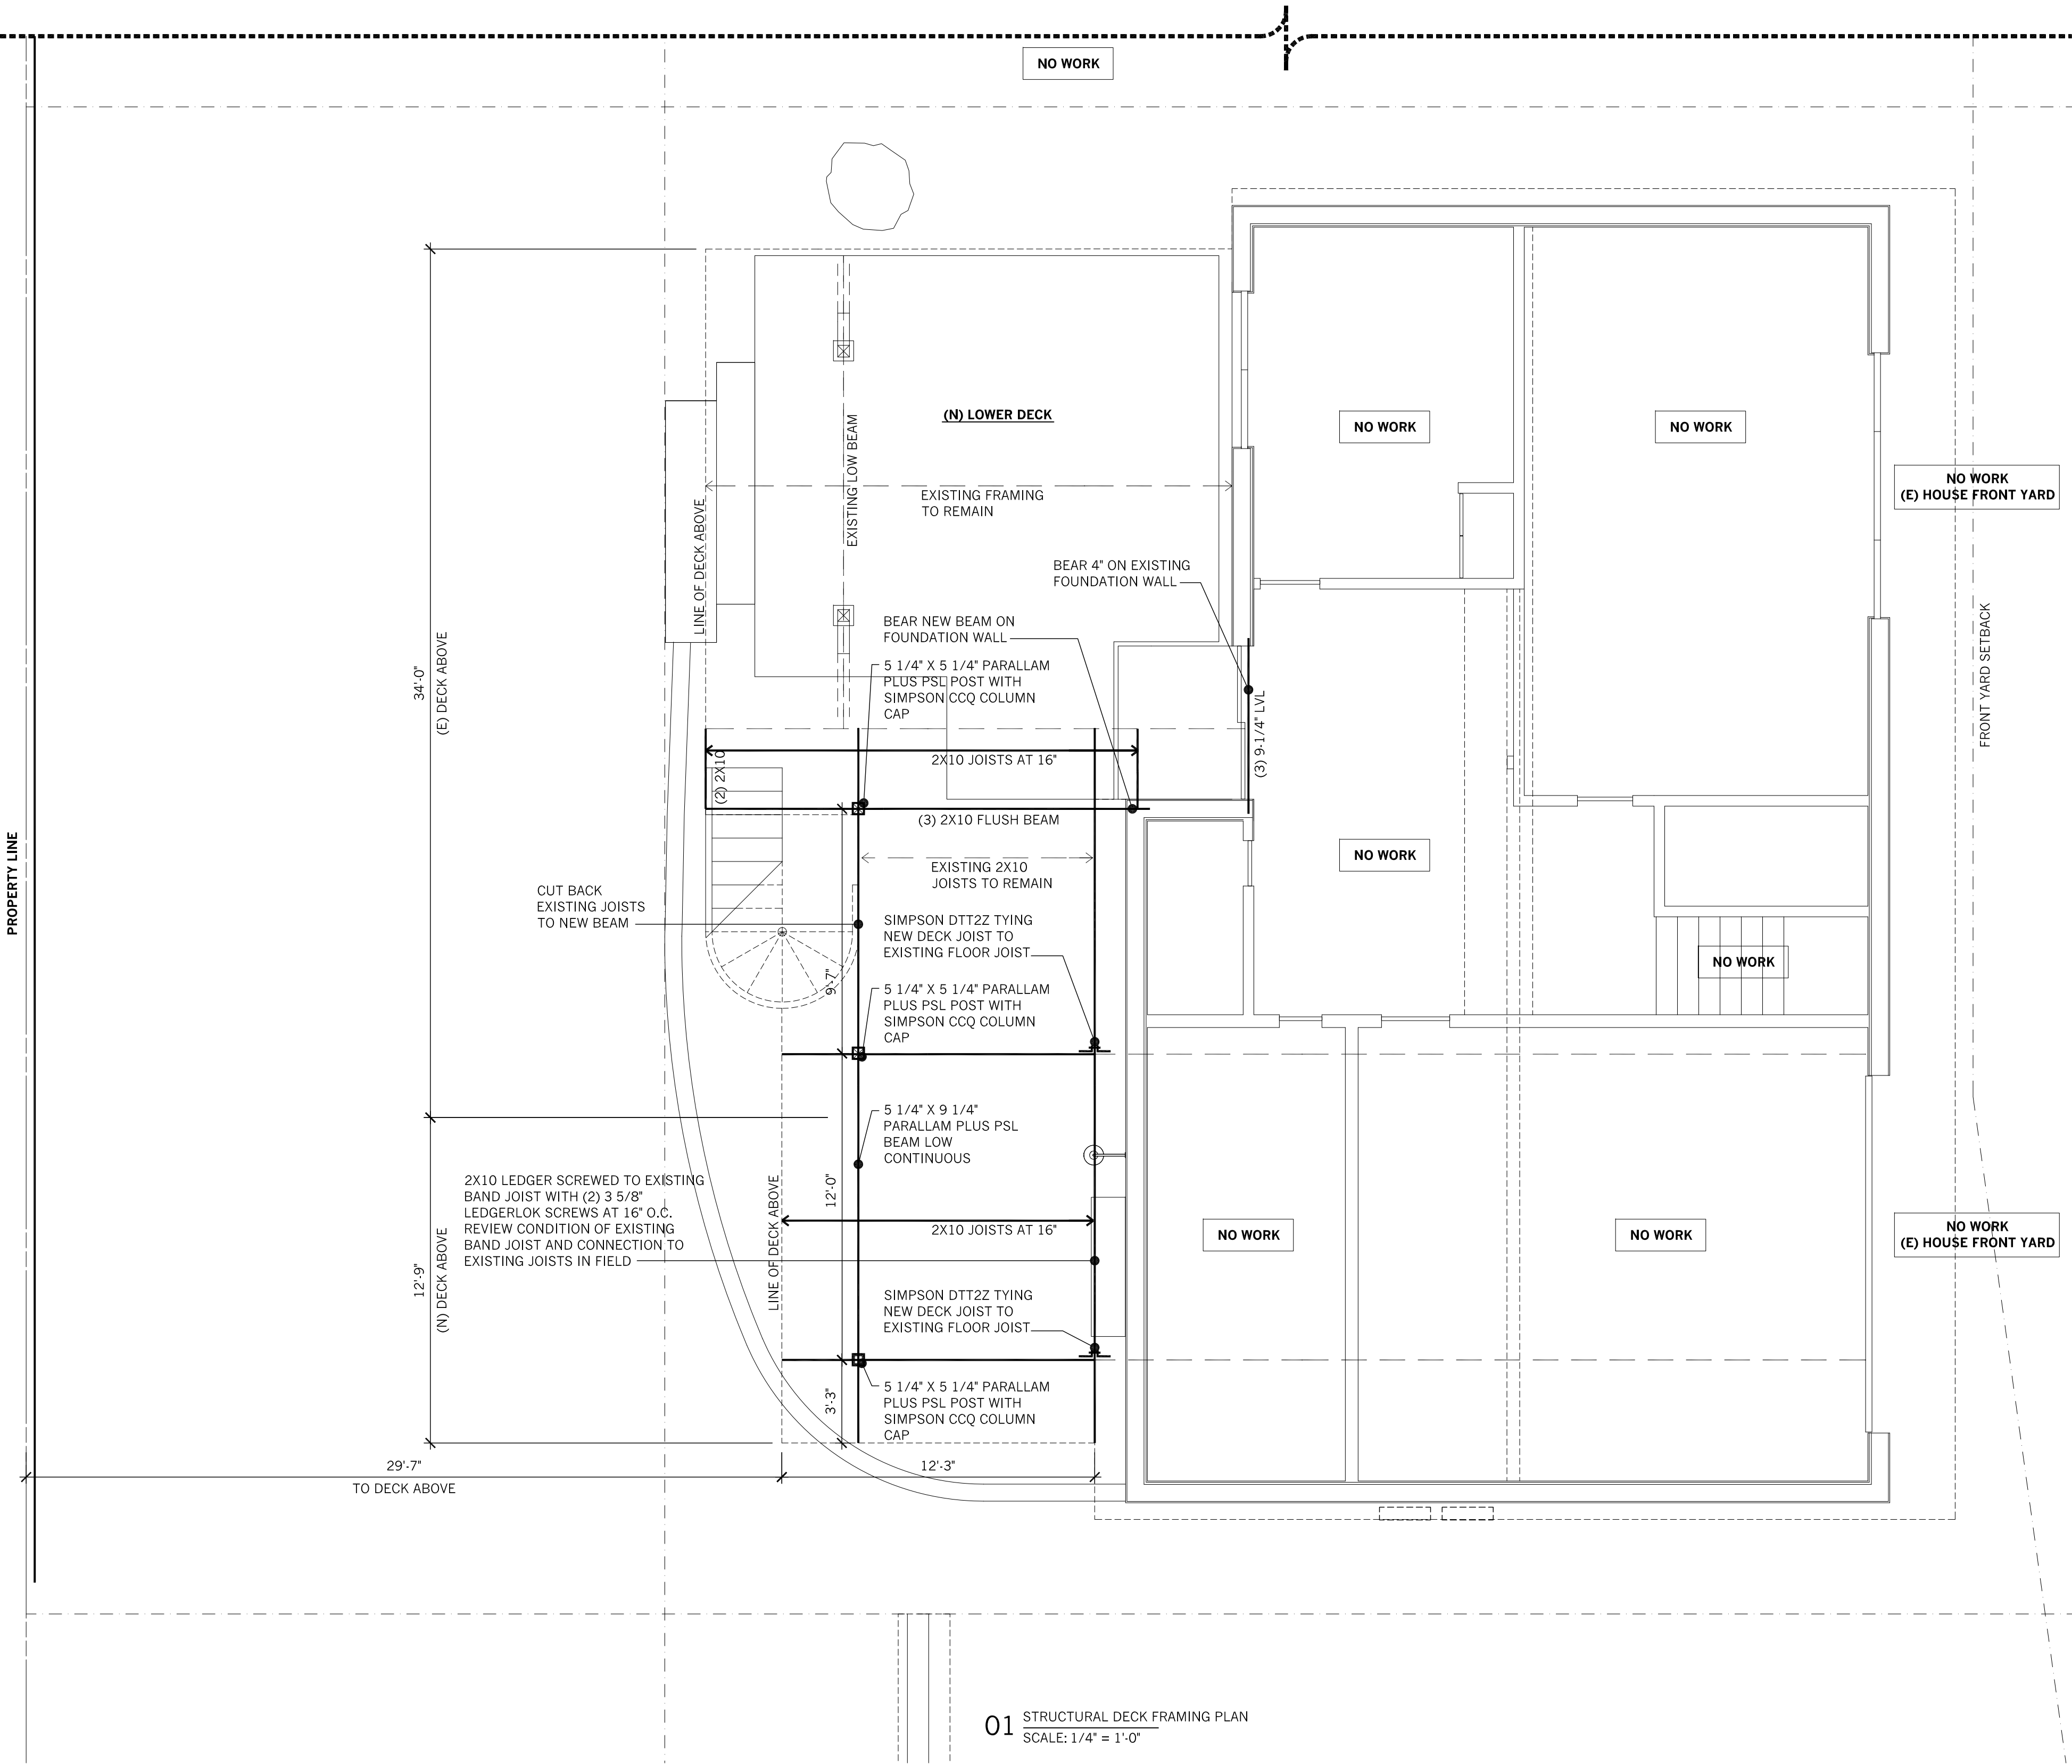 NO WORK
(N) LOWER DECK
NO WORK
NO WORK
EXISTING LOW BEAM
NO WORK
(E) HOUSE FRONT YARD
EXISTING FRAMING
TO REMAIN
LINE OF DECK ABOVE
BEAR 4" ON EXISTING
FOUNDATION WALL
BEAR NEW BEAM ON
FOUNDATION WALL
34'-0"
(E) DECK ABOVE
5 1/4" X 5 1/4" PARALLAM
PLUS PSL POST WITH
SIMPSON CCQ COLUMN
CAP
FRONT YARD SETBACK
(3) 9-1/4" LVL
2X10 JOISTS AT 16"
(2) 2X10
(3) 2X10 FLUSH BEAM
NO WORK
EXISTING 2X10
JOISTS TO REMAIN
PROPERTY LINE
CUT BACK
EXISTING JOISTS
TO NEW BEAM
SIMPSON DTT2Z TYING
NEW DECK JOIST TO
EXISTING FLOOR JOIST
NO WORK
9'-7"
5 1/4" X 5 1/4" PARALLAM
PLUS PSL POST WITH
SIMPSON CCQ COLUMN
CAP
5 1/4" X 9 1/4"
PARALLAM PLUS PSL
BEAM LOW
CONTINUOUS
12'-0"
2X10 LEDGER SCREWED TO EXISTING
BAND JOIST WITH (2) 3 5/8"
LEDGERLOK SCREWS AT 16" O.C.
REVIEW CONDITION OF EXISTING
BAND JOIST AND CONNECTION TO
EXISTING JOISTS IN FIELD
LINE OF DECK ABOVE
2X10 JOISTS AT 16"
NO WORK
NO WORK
NO WORK
(E) HOUSE FRONT YARD
12'-9"
(N) DECK ABOVE
SIMPSON DTT2Z TYING
NEW DECK JOIST TO
EXISTING FLOOR JOIST
3'-3"
5 1/4" X 5 1/4" PARALLAM
PLUS PSL POST WITH
SIMPSON CCQ COLUMN
CAP
29'-7"
TO DECK ABOVE
12'-3"
01 STRUCTURAL DECK FRAMING PLAN
SCALE: 1/4" = 1'-0"